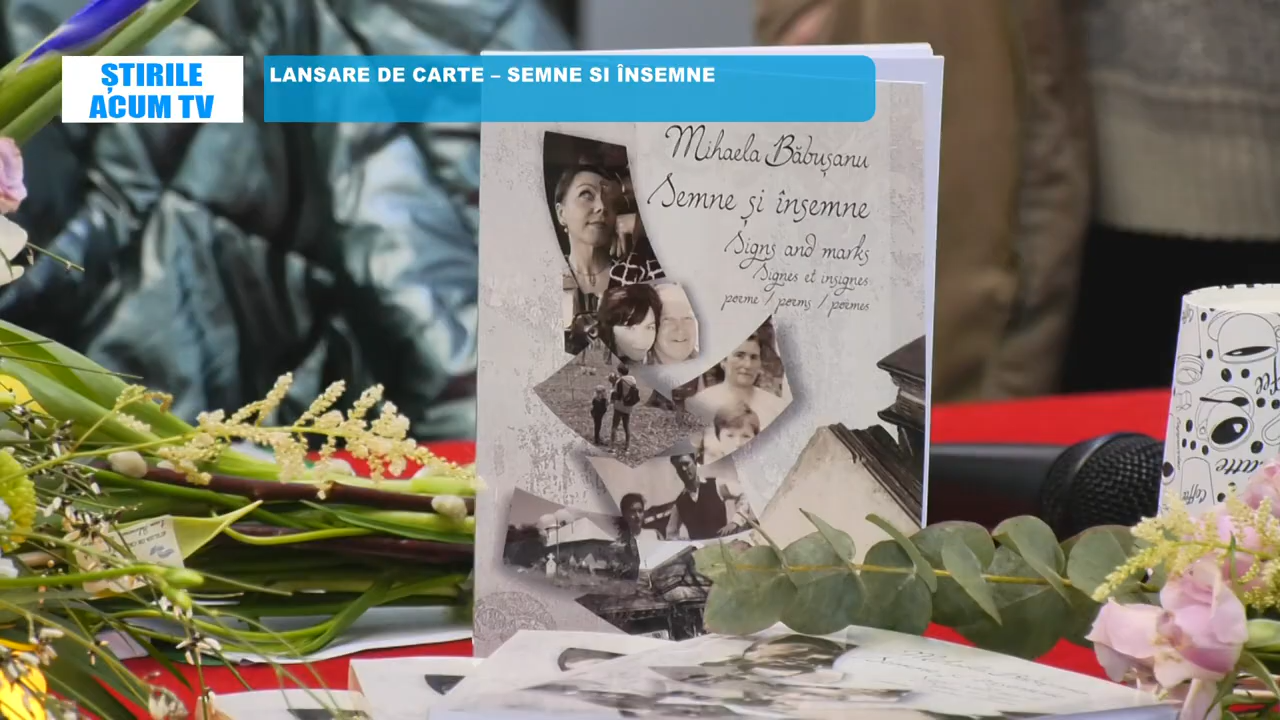 ȘTIRILE
ACUM TV
LANSARE DE CARTE – SEMNE SI ÎNSEMNE
Mihaela Băbușanu
Semne și însemne
Signs and marks
Signes et insignes
poeme / poems / poèmes